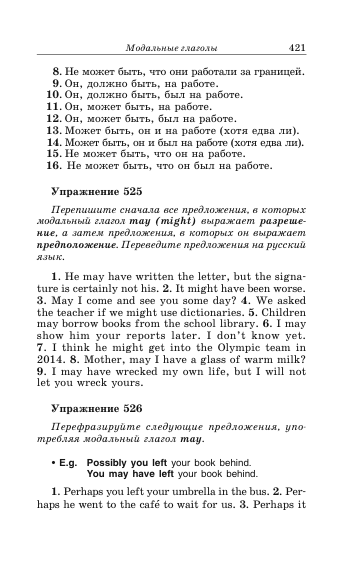 Модальные глаголы 421
8. Не может быть, что они работали за границей.
9. Он, должно быть, на работе.
10. Он, должно быть, был на работе.
11. Он, может быть, на работе.
12. Он, может быть, был на работе.
13. Может быть, он и на работе (хотя едва ли).
14. Может быть, он и был на работе (хотя едва ли).
15. Не может быть, что он на работе.
16. Не может быть, что он был на работе.
Упражнение 525
Перепишите сначала все предложения, в которых
модальный глагол may (might) выражает разреше-
ние, а затем предложения, в которых он выражает
предположение. Переведите предложения на русский
язык.
1. He may have written the letter, but the signa-
ture is certainly not his. 2. It might have been worse.
3. May I come and see you some day? 4. We asked
the teacher if we might use dictionaries. 5. Children
may borrow books from the school library. 6. I may
show him your reports later. I don't know yet.
7. I think he might get into the Olympic team in
2014. 8. Mother, may I have a glass of warm milk?
9. I may have wrecked my own life, but I will not
let you wreck yours.
Упражнение 526
Перефразируйте следующие предложения, упо-
требляя модальный глагол may.
• E.g. Possibly you left your book behind.
You may have left your book behind.
1. Perhaps you left your umbrella in the bus. 2. Per-
haps he went to the café to wait for us. 3. Perhaps it